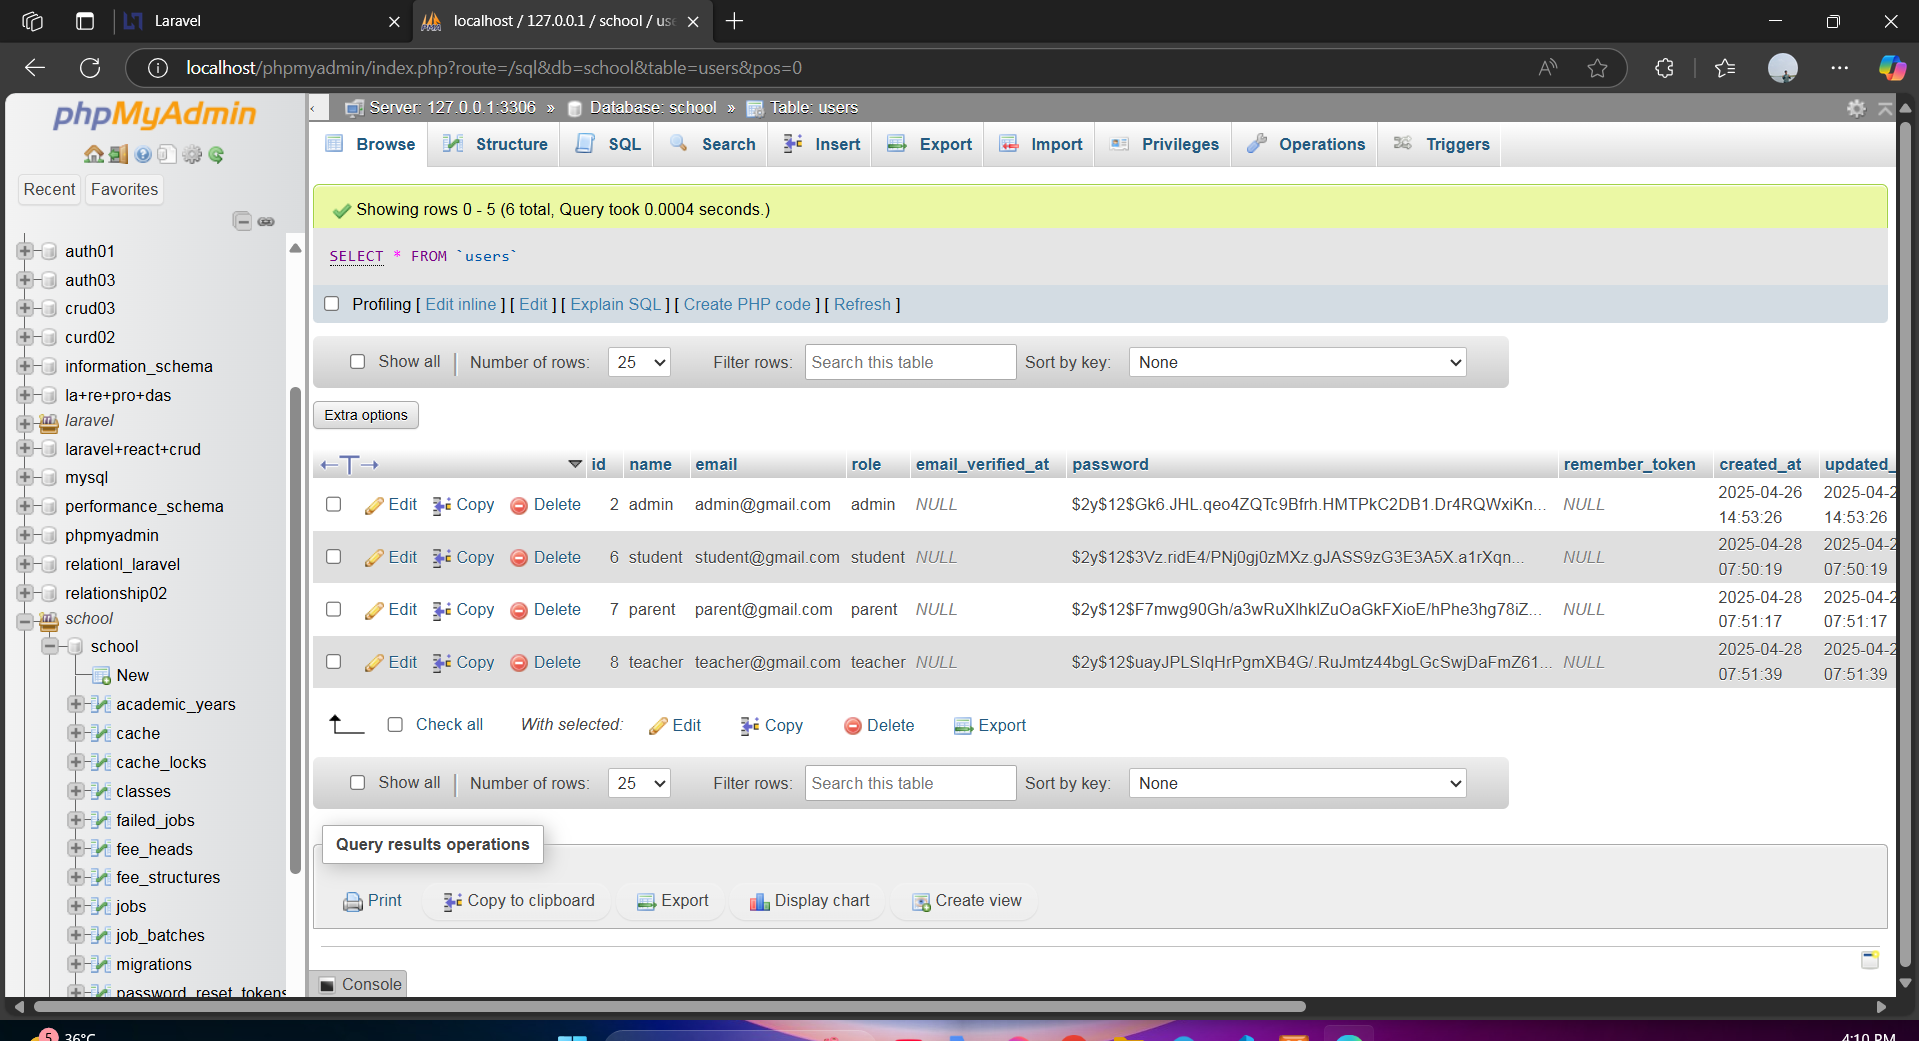 Laravel
localhost / 127.0.0.1 / school / use
localhost/phpmyadmin/index.php?route=/sql&db=school&table=users&pos=0
phpMyAdmin
Recent Favorites
auth01
auth03
crud03
curd02
information_schema
la+re+pro+das
laravel
laravel+react+crud
mysql
performance_schema
phpmyadmin
relationl_laravel
relationship02
school
school
New
academic_years
cache
cache_locks
classes
failed_jobs
fee_heads
fee_structures
jobs
job_batches
migrations
password_reset_tokens
Server: 127.0.0.1:3306 » Database: school » Table: users
Browse Structure SQL Search Insert Export Import Privileges Operations Triggers
Showing rows 0 - 5 (6 total, Query took 0.0004 seconds.)
SELECT * FROM `users`
Profiling [ Edit inline ] [ Edit ] [ Explain SQL ] [ Create PHP code ] [ Refresh ]
Show all Number of rows: 25 Filter rows: Search this table Sort by key: None
Extra options
id name email role email_verified_at password remember_token created_at updated_
Edit Copy Delete 2 admin admin@gmail.com admin NULL $2y$12$Gk6.JHL.qeo4ZQTc9Bfrh.HMTPkC2DB1.Dr4RQWxiKn... NULL 2025-04-26 14:53:26 2025-04-2 14:53:26
Edit Copy Delete 6 student student@gmail.com student NULL $2y$12$3Vz.ridE4/PNj0gj0zMXz.gJASS9zG3E3A5X.a1rXqn... NULL 2025-04-28 07:50:19 2025-04-2 07:50:19
Edit Copy Delete 7 parent parent@gmail.com parent NULL $2y$12$F7mwg90Gh/a3wRuXlhklZuOaGkFXioE/hPhe3hg78iZ... NULL 2025-04-28 07:51:17 2025-04-2 07:51:17
Edit Copy Delete 8 teacher teacher@gmail.com teacher NULL $2y$12$uayJPLSIqHrPgmXB4G/.RuJmtz44bgLGcSwjDaFmZ61... NULL 2025-04-28 07:51:39 2025-04-2 07:51:39
Check all With selected: Edit Copy Delete Export
Show all Number of rows: 25 Filter rows: Search this table Sort by key: None
Query results operations
Print Copy to clipboard Export Display chart Create view
Console
5 36°C
4:10 PM